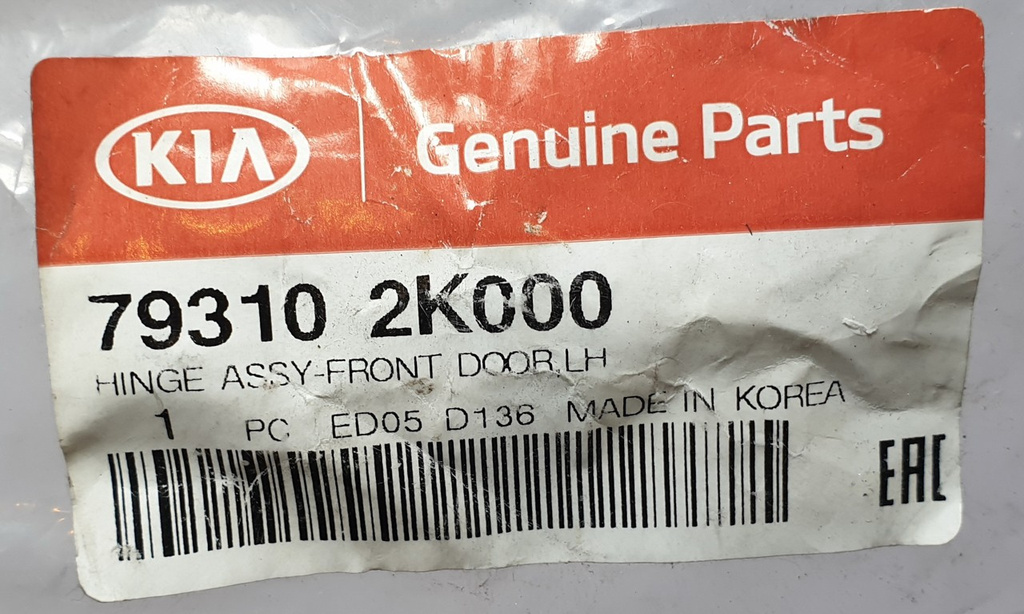 KIA Genuine Parts
79310 2K000
HINGE ASSY-FRONT DOOR,LH
1 PC ED05 D136 MADE IN KOREA
EAC